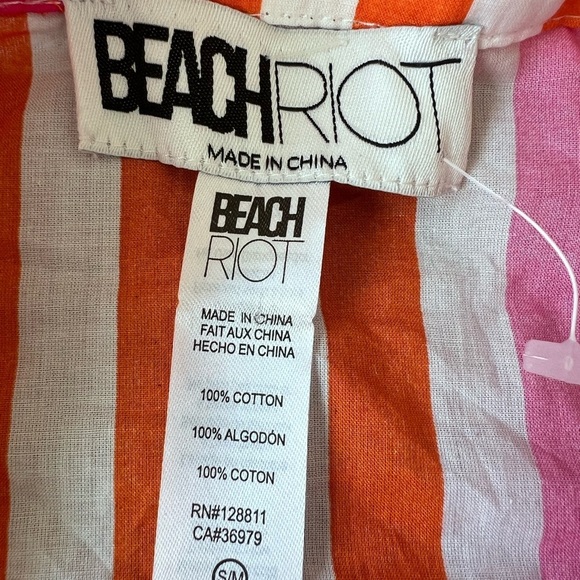 BEACHRIOT
MADE IN CHINA
BEACH
RIOT
MADE IN CHINA
FAIT AUX CHINA
HECHO EN CHINA
100% COTTON
100% ALGODÓN
100% COTON
RN#128811
CA#36979
S/M